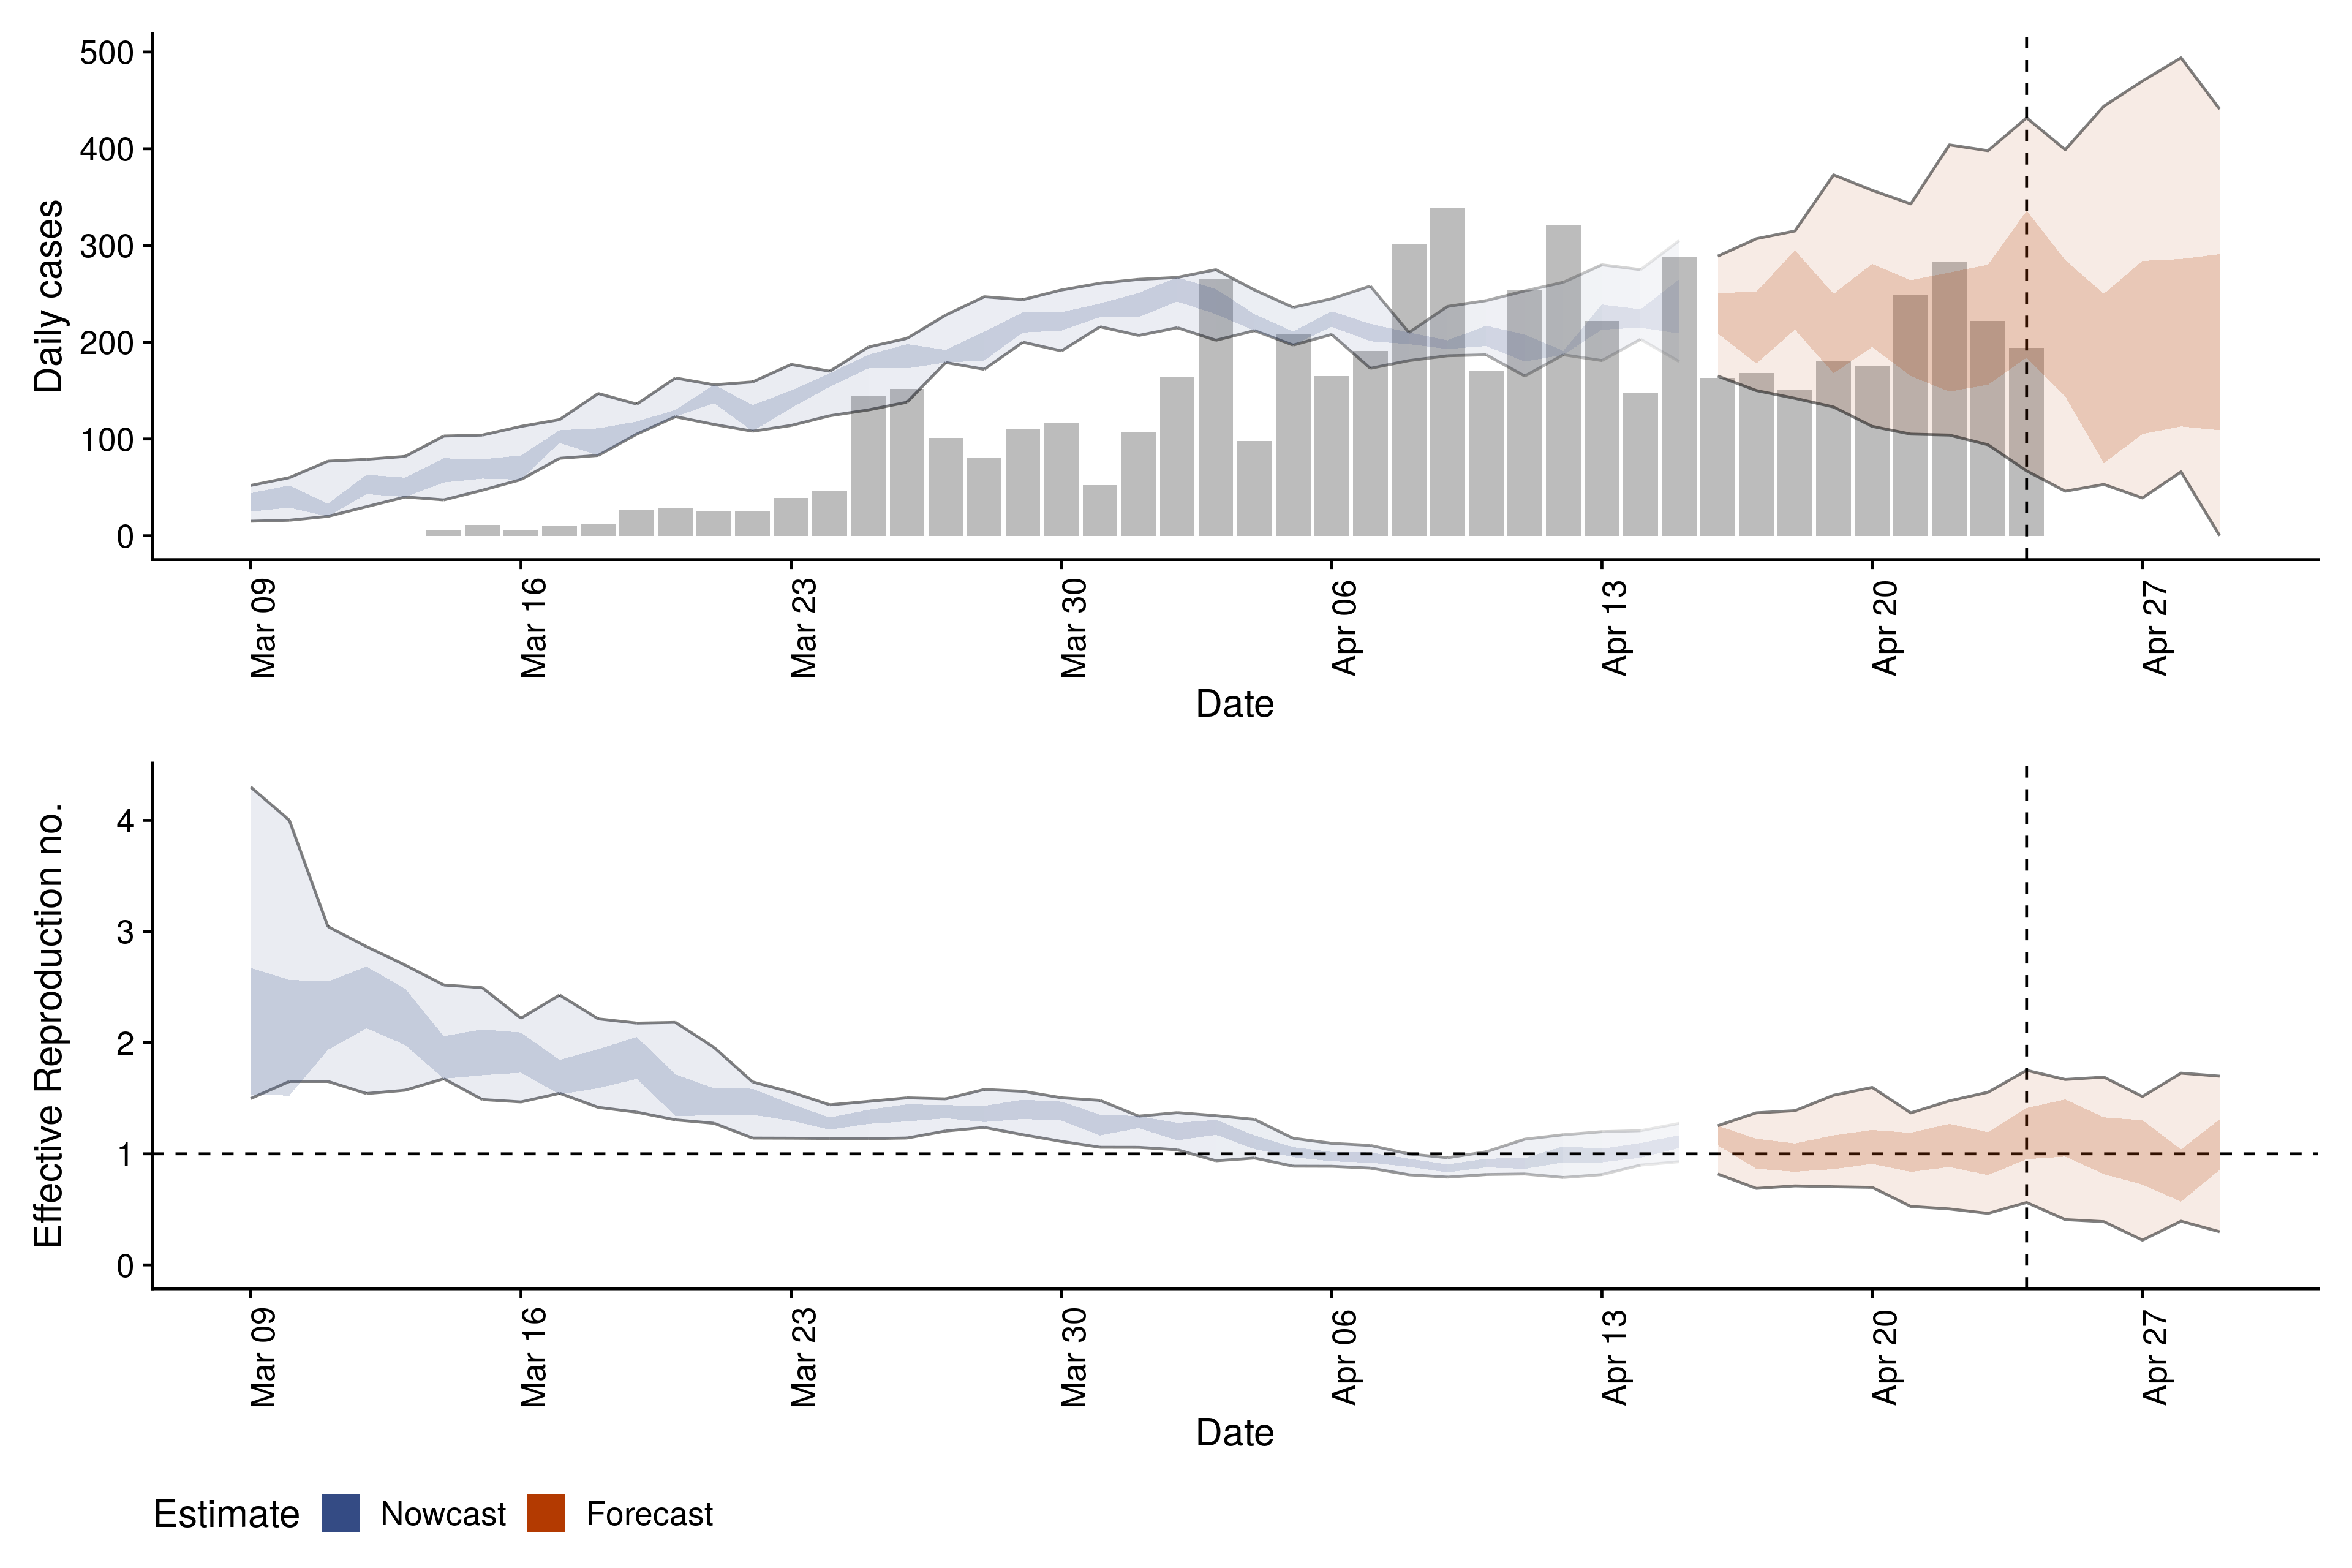 Daily cases
500
400
300
200
100
0
Mar 09
Mar 16
Mar 23
Mar 30
Apr 06
Apr 13
Apr 20
Apr 27
Date
Effective Reproduction no.
4
3
2
1
0
Mar 09
Mar 16
Mar 23
Mar 30
Apr 06
Apr 13
Apr 20
Apr 27
Date
Estimate Nowcast Forecast